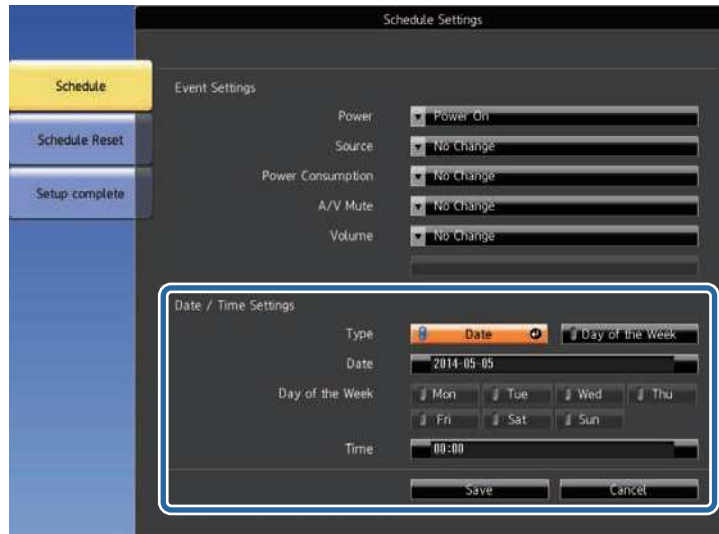 Schedule Settings
Schedule
Schedule Reset
Setup complete
Event Settings
Power Power On
Source No Change
Power Consumption No Change
A/V Mute No Change
Volume No Change
Date / Time Settings
Type Date Day of the Week
Date 2014-05-05
Day of the Week Mon Tue Wed Thu
Fri Sat Sun
Time 00:00
Save Cancel